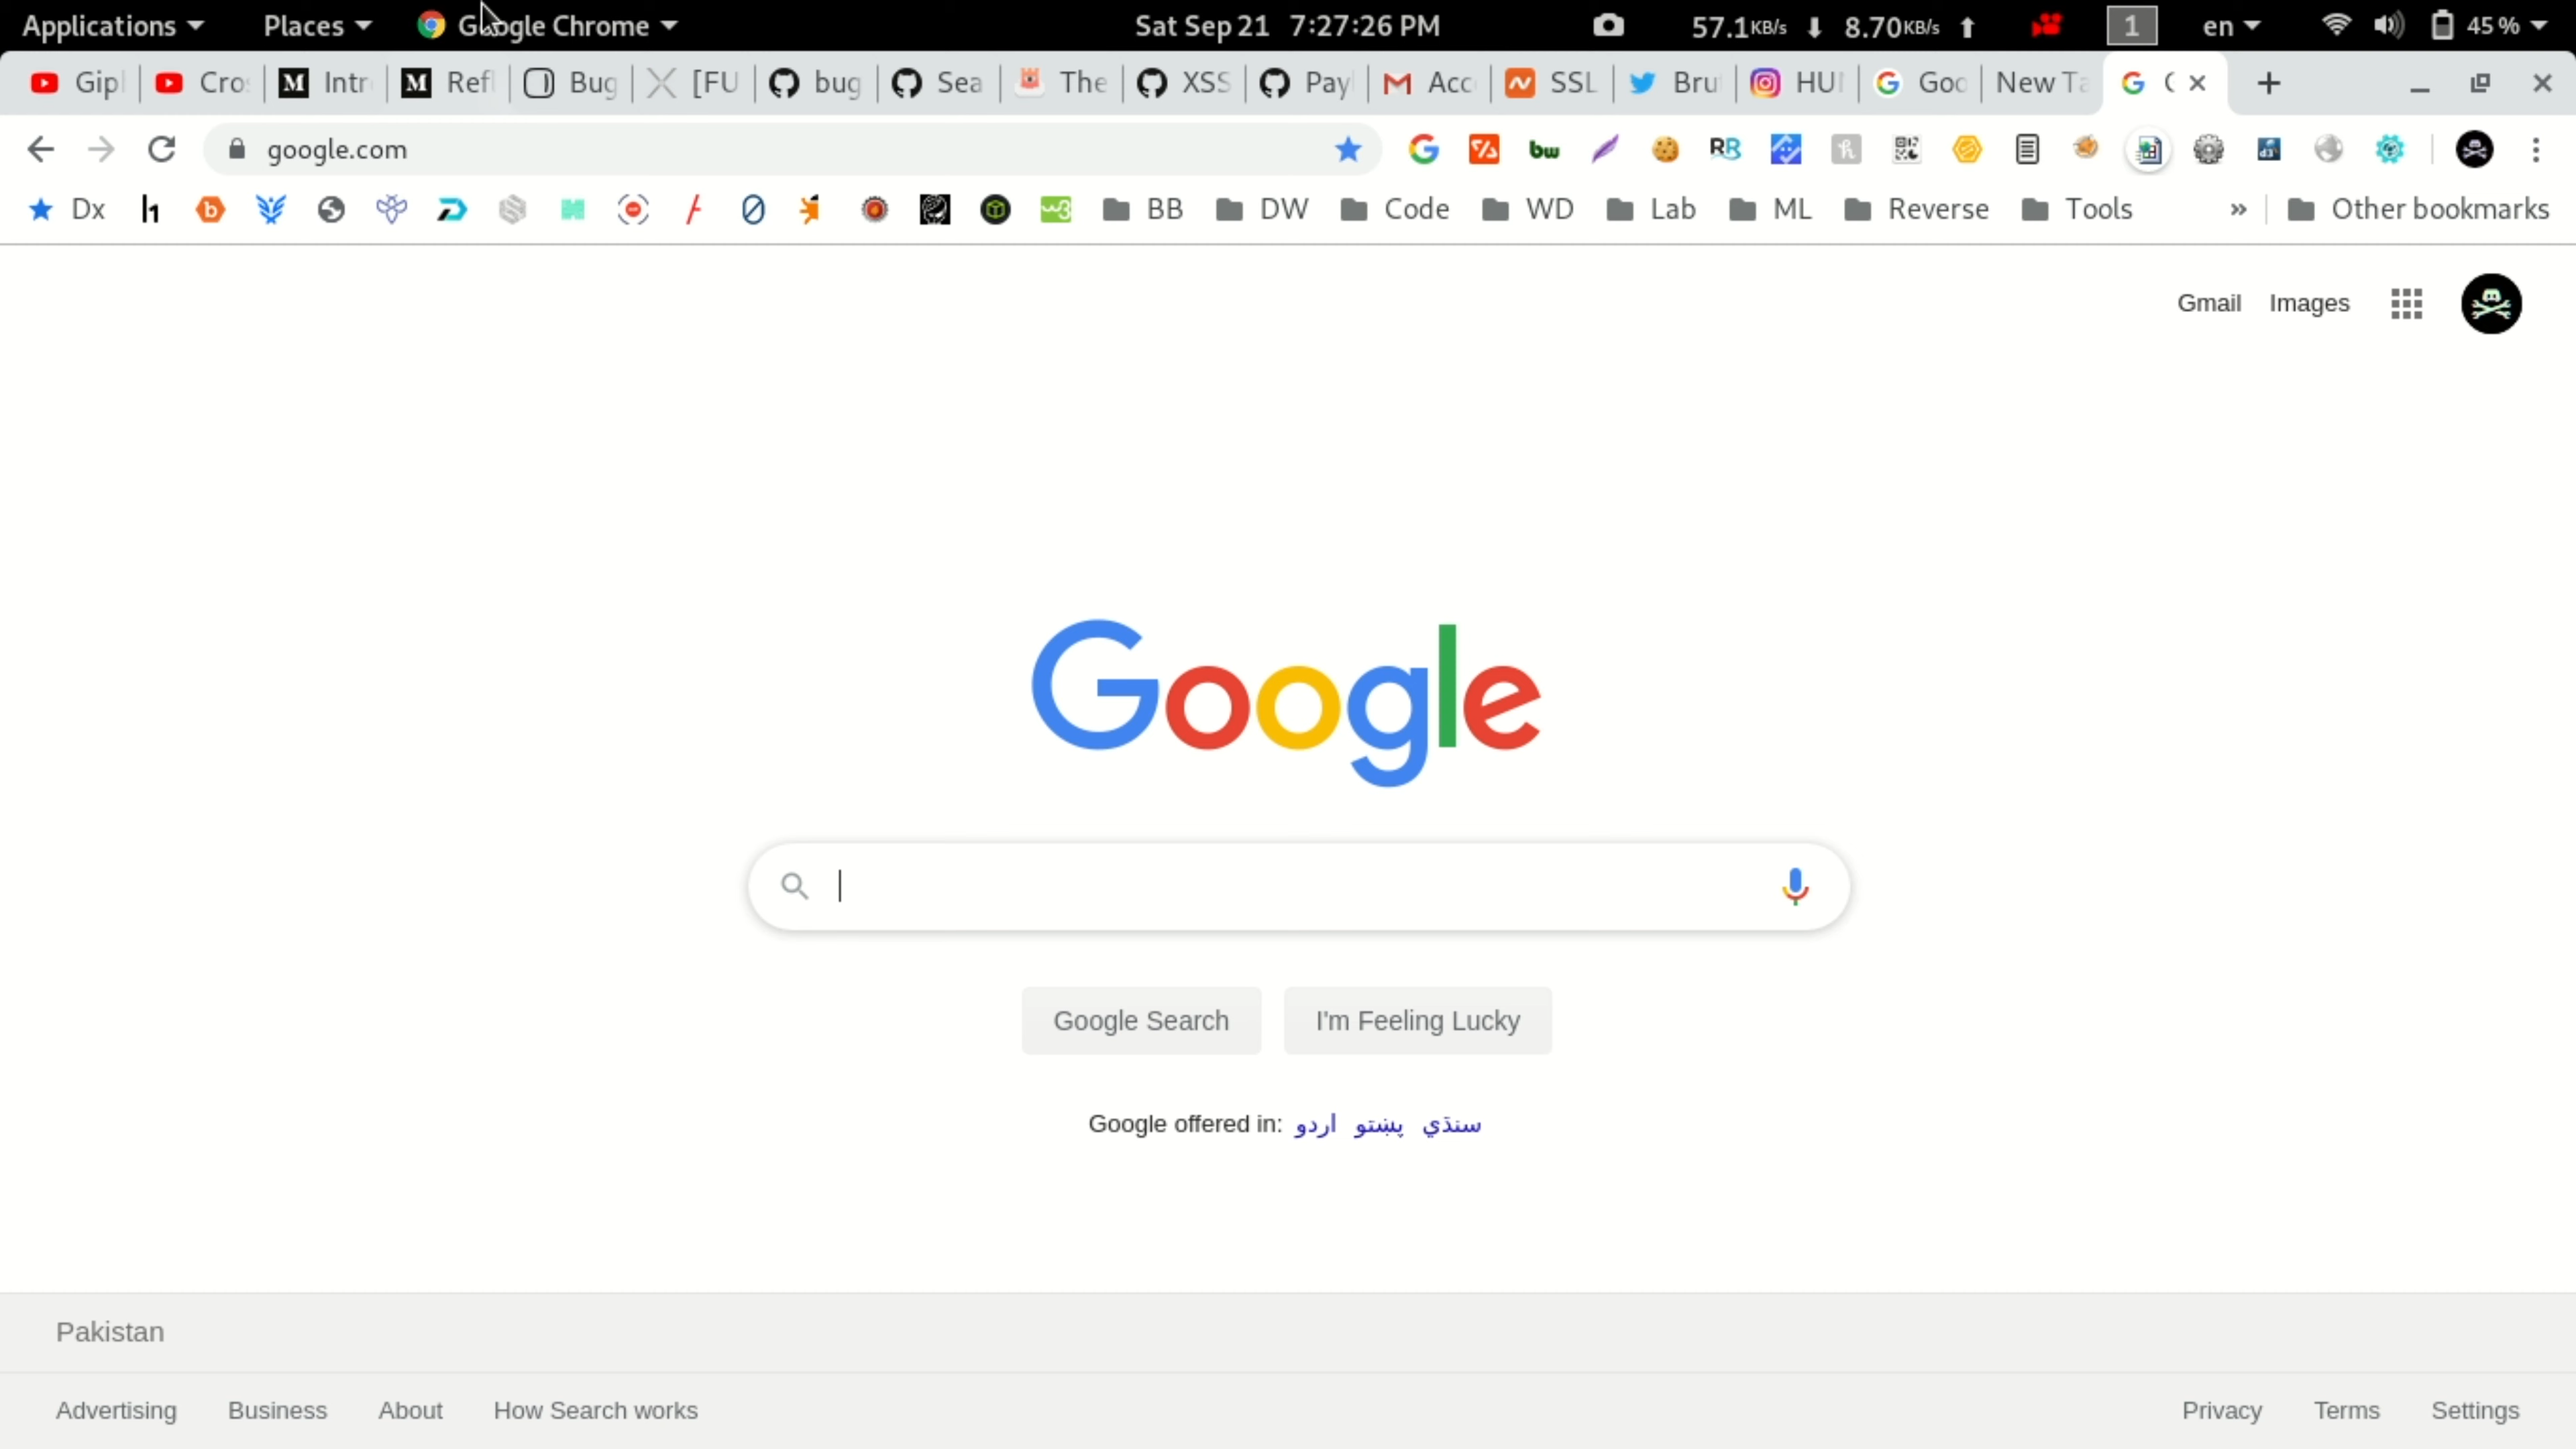 Applications Places Google Chrome Sat Sep 21 7:27:26 PM 57.1KB/s 8.70KB/s 1 en 45%
Gipl Cro Intr Refl Bug [FU bug Sea The XSS Payl Acc SSL Bru HUN Goo New Ta
google.com
Dx BB DW Code WD Lab ML Reverse Tools » Other bookmarks
Gmail Images
Google
Google Search I'm Feeling Lucky
Google offered in: اردو پښتو سنڌي
Pakistan
Advertising Business About How Search works Privacy Terms Settings